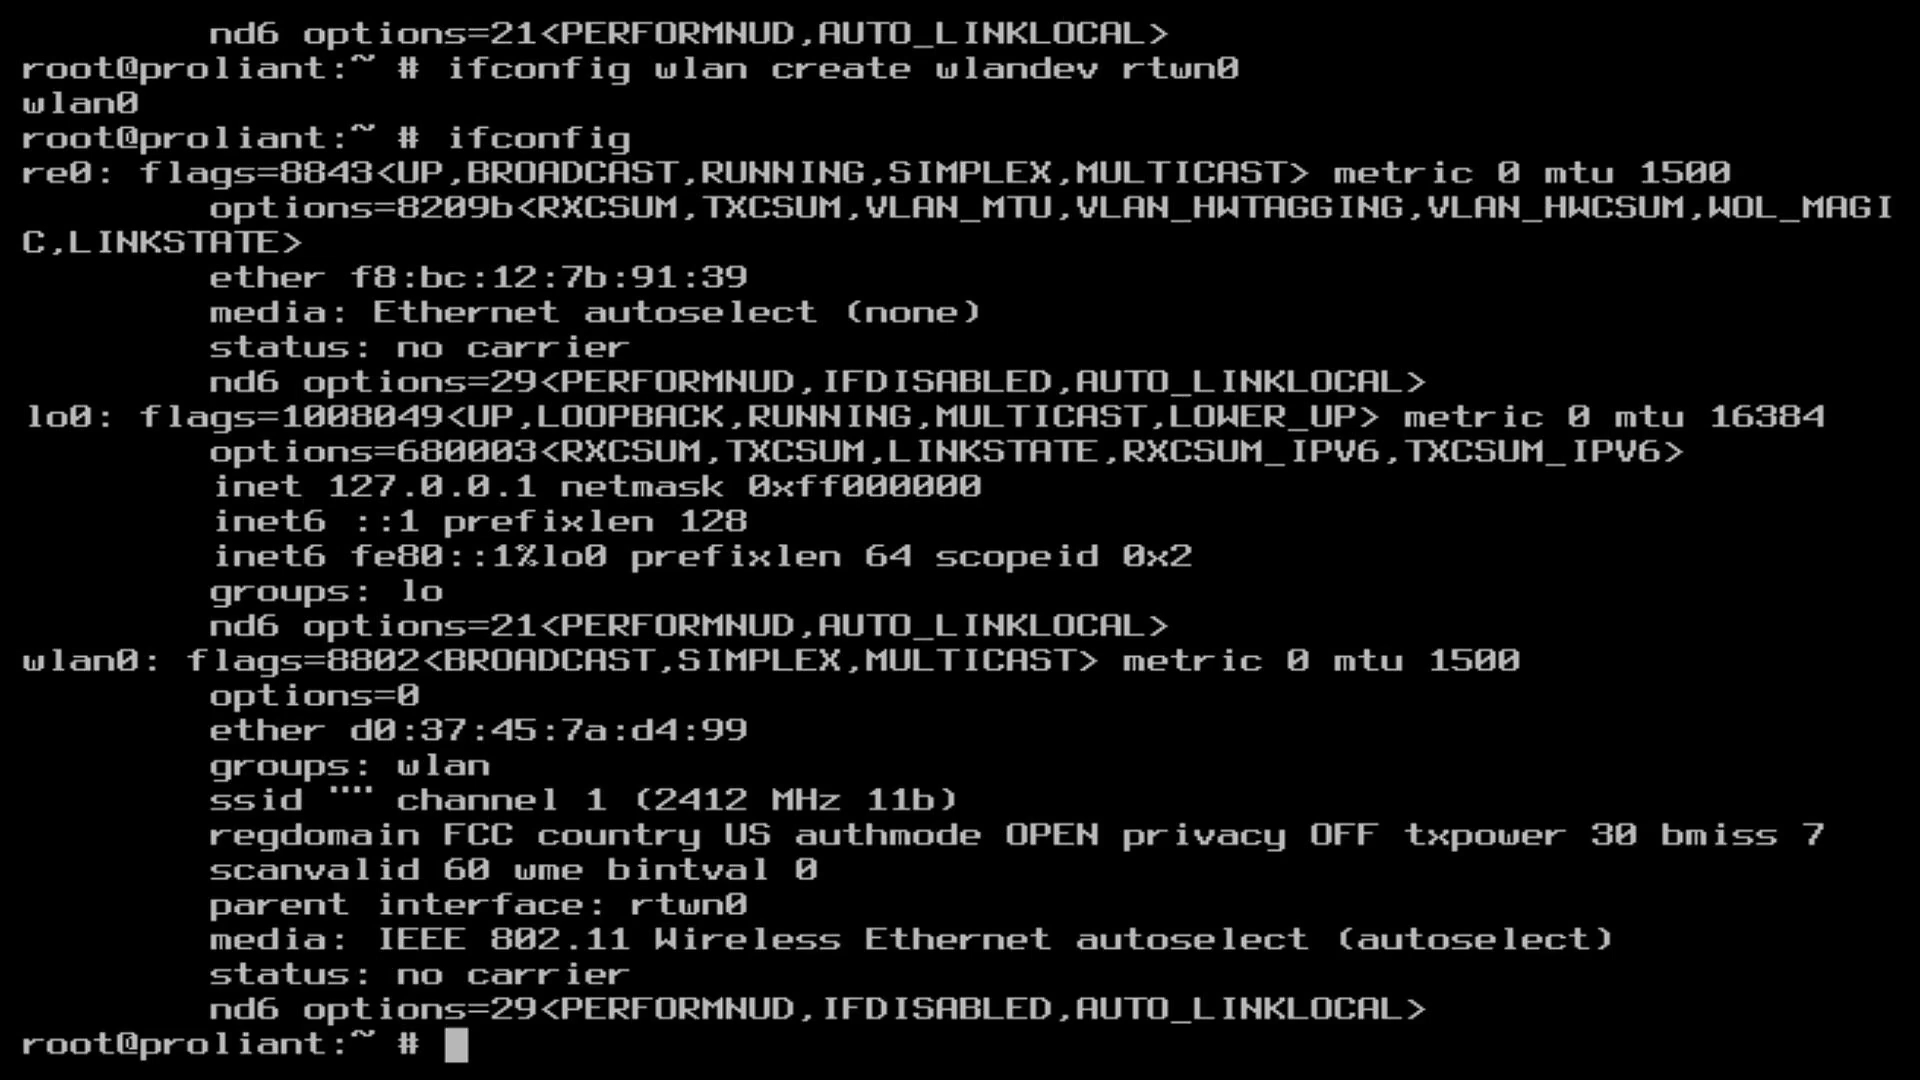 nd6 options=21<PERFORMNUD,AUTO_LINKLOCAL>
root@proliant:~ # ifconfig wlan create wlandev rtwn0
wlan0
root@proliant:~ # ifconfig
re0: flags=8843<UP,BROADCAST,RUNNING,SIMPLEX,MULTICAST> metric 0 mtu 1500
options=8209b<RXCSUM,TXCSUM,VLAN_MTU,VLAN_HWTAGGING,VLAN_HWCSUM,WOL_MAGI
C,LINKSTATE>
ether f8:bc:12:7b:91:39
media: Ethernet autoselect (none)
status: no carrier
nd6 options=29<PERFORMNUD,IFDISABLED,AUTO_LINKLOCAL>
lo0: flags=1008049<UP,LOOPBACK,RUNNING,MULTICAST,LOWER_UP> metric 0 mtu 16384
options=680003<RXCSUM,TXCSUM,LINKSTATE,RXCSUM_IPV6,TXCSUM_IPV6>
inet 127.0.0.1 netmask 0xff000000
inet6 ::1 prefixlen 128
inet6 fe80::1%lo0 prefixlen 64 scopeid 0x2
groups: lo
nd6 options=21<PERFORMNUD,AUTO_LINKLOCAL>
wlan0: flags=8802<BROADCAST,SIMPLEX,MULTICAST> metric 0 mtu 1500
options=0
ether d0:37:45:7a:d4:99
groups: wlan
ssid "" channel 1 (2412 MHz 11b)
regdomain FCC country US authmode OPEN privacy OFF txpower 30 bmiss 7
scanvalid 60 wme bintval 0
parent interface: rtwn0
media: IEEE 802.11 Wireless Ethernet autoselect (autoselect)
status: no carrier
nd6 options=29<PERFORMNUD,IFDISABLED,AUTO_LINKLOCAL>
root@proliant:~ #